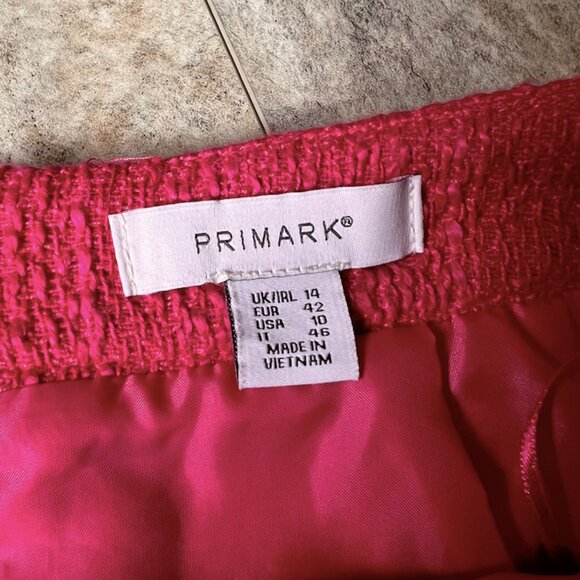 PRIMARK®
UK/IRL 14
EUR 42
USA 10
IT 46
MADE IN
VIETNAM